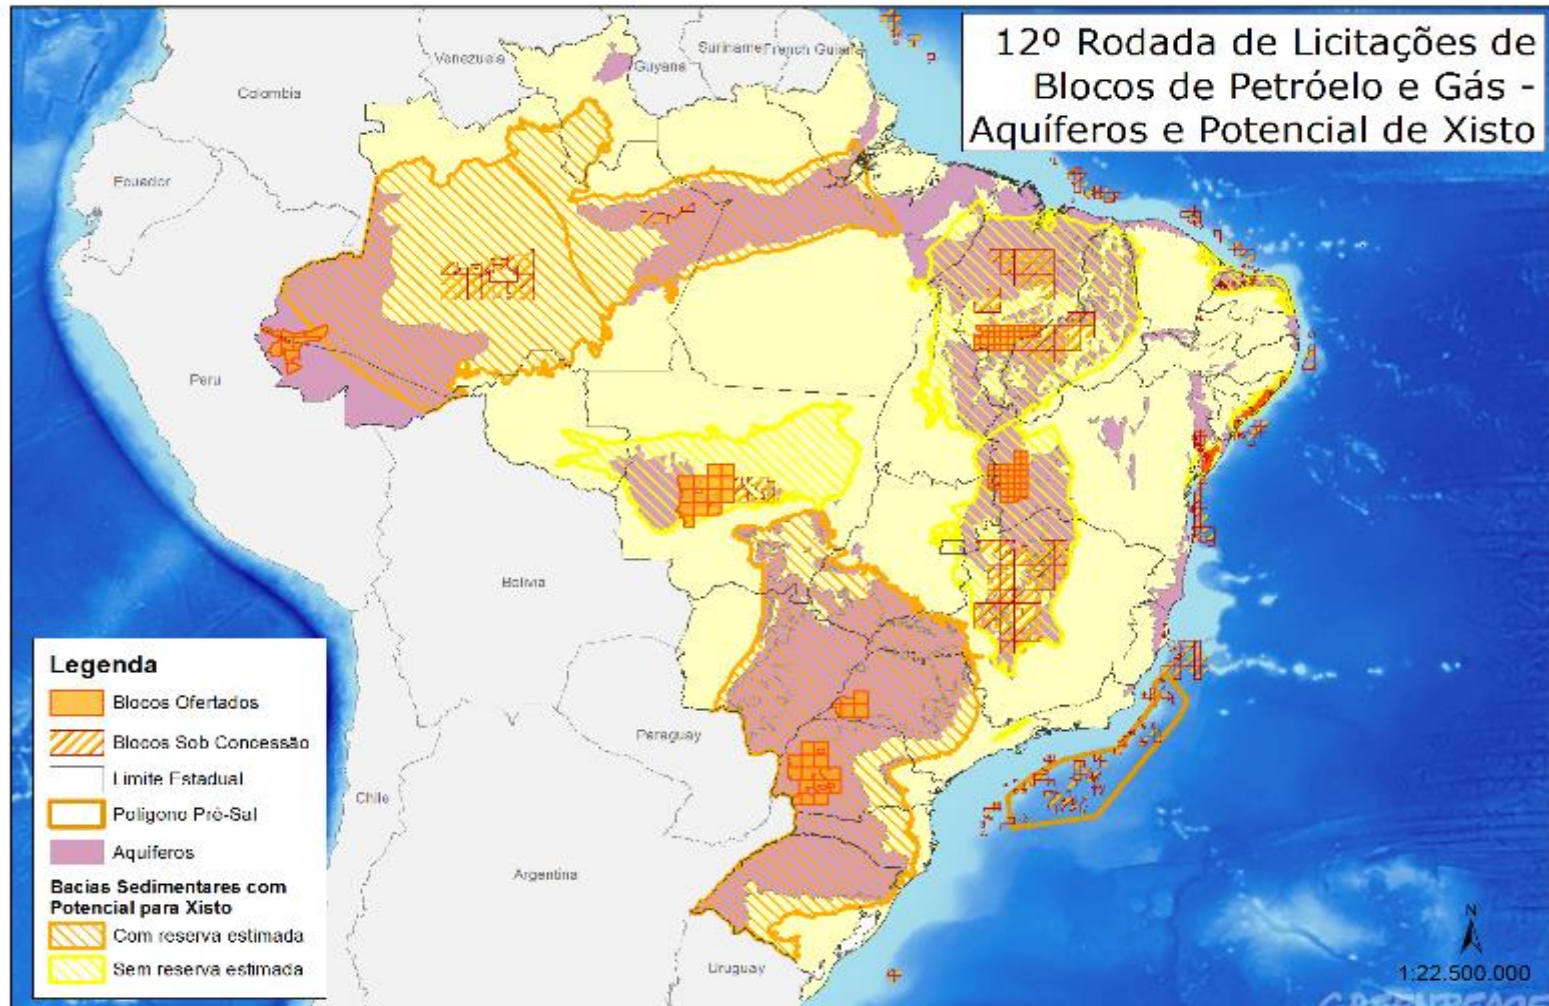 12º Rodada de Licitações de
Blocos de Petróelo e Gás -
Aquíferos e Potencial de Xisto
Venezuela
Suriname
French Guiana
Guyana
Colombia
Ecuador
Peru
Bolivia
Paraguay
Chile
Argentina
Uruguay
Legenda
Blocos Ofertados
Blocos Sob Concessão
Limite Estadual
Polígono Pré-Sal
Aquíferos
Bacias Sedimentares com
Potencial para Xisto
Com reserva estimada
Sem reserva estimada
N
1:22.500.000